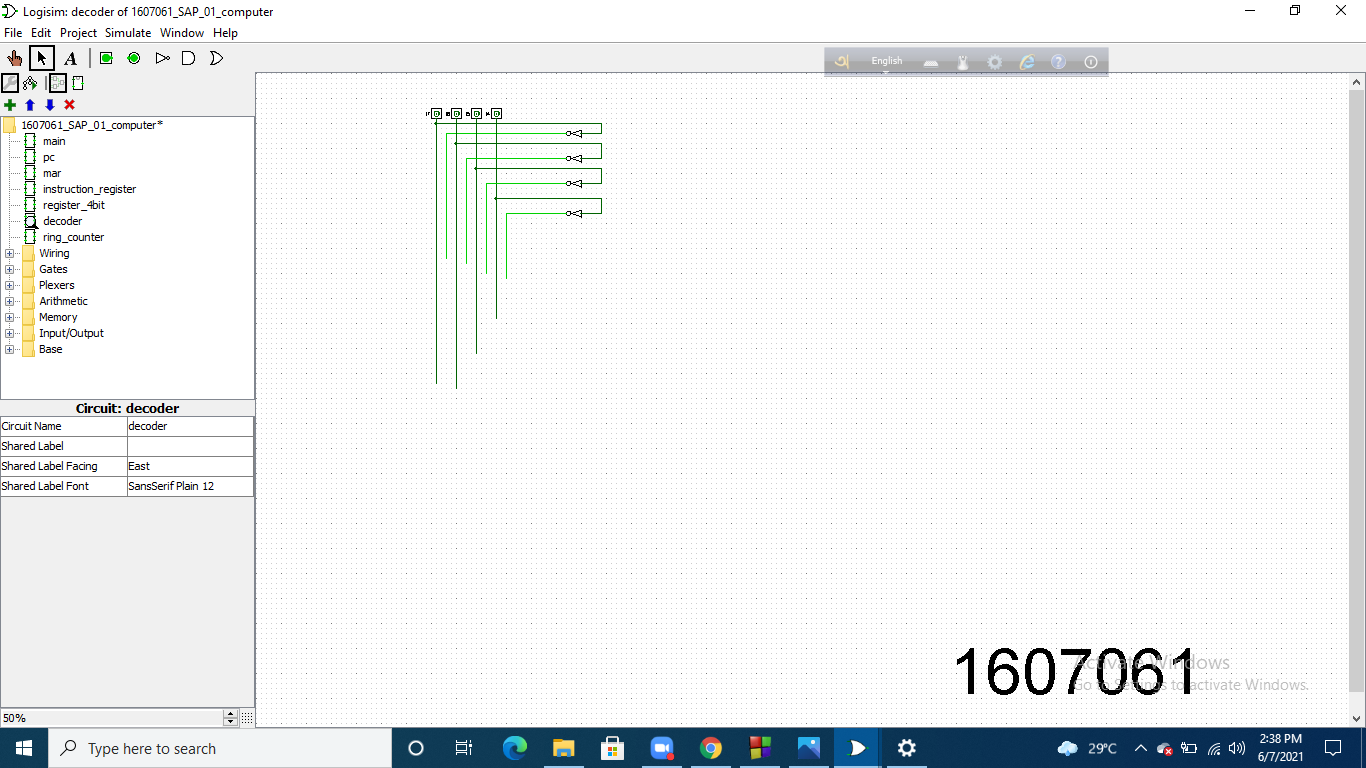 Logisim: decoder of 1607061_SAP_01_computer
File Edit Project Simulate Window Help
A
English
1607061_SAP_01_computer*
main
pc
mar
instruction_register
register_4bit
decoder
ring_counter
Wiring
Gates
Plexers
Arithmetic
Memory
Input/Output
Base
Circuit: decoder
Circuit Name decoder
Shared Label
Shared Label Facing East
Shared Label Font SansSerif Plain 12
1607061
Activate Windows
Go to Settings to activate Windows.
50%
Type here to search
29°C
2:38 PM
6/7/2021